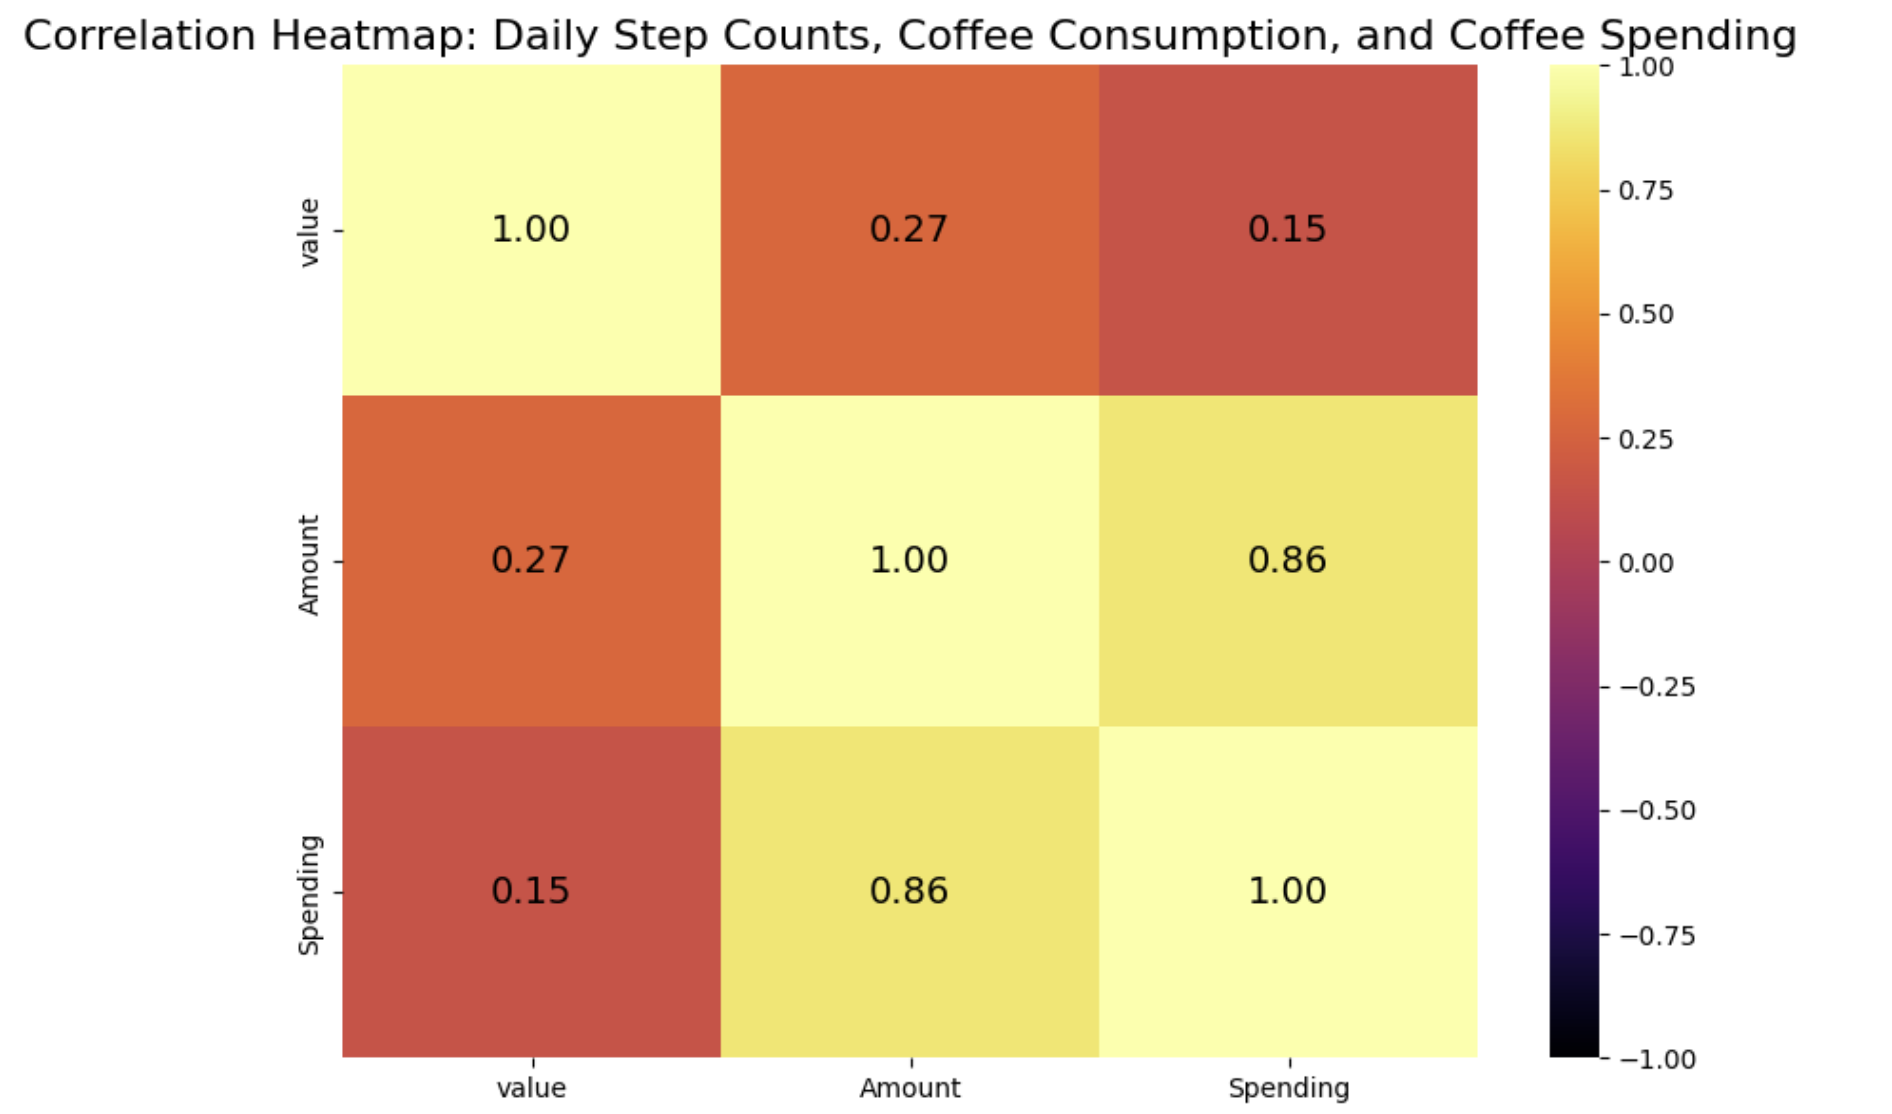 Correlation Heatmap: Daily Step Counts, Coffee Consumption, and Coffee Spending
value
1.00 0.27 0.15
Amount
0.27 1.00 0.86
Spending
0.15 0.86 1.00
value Amount Spending
1.00
0.75
0.50
0.25
0.00
−0.25
−0.50
−0.75
−1.00